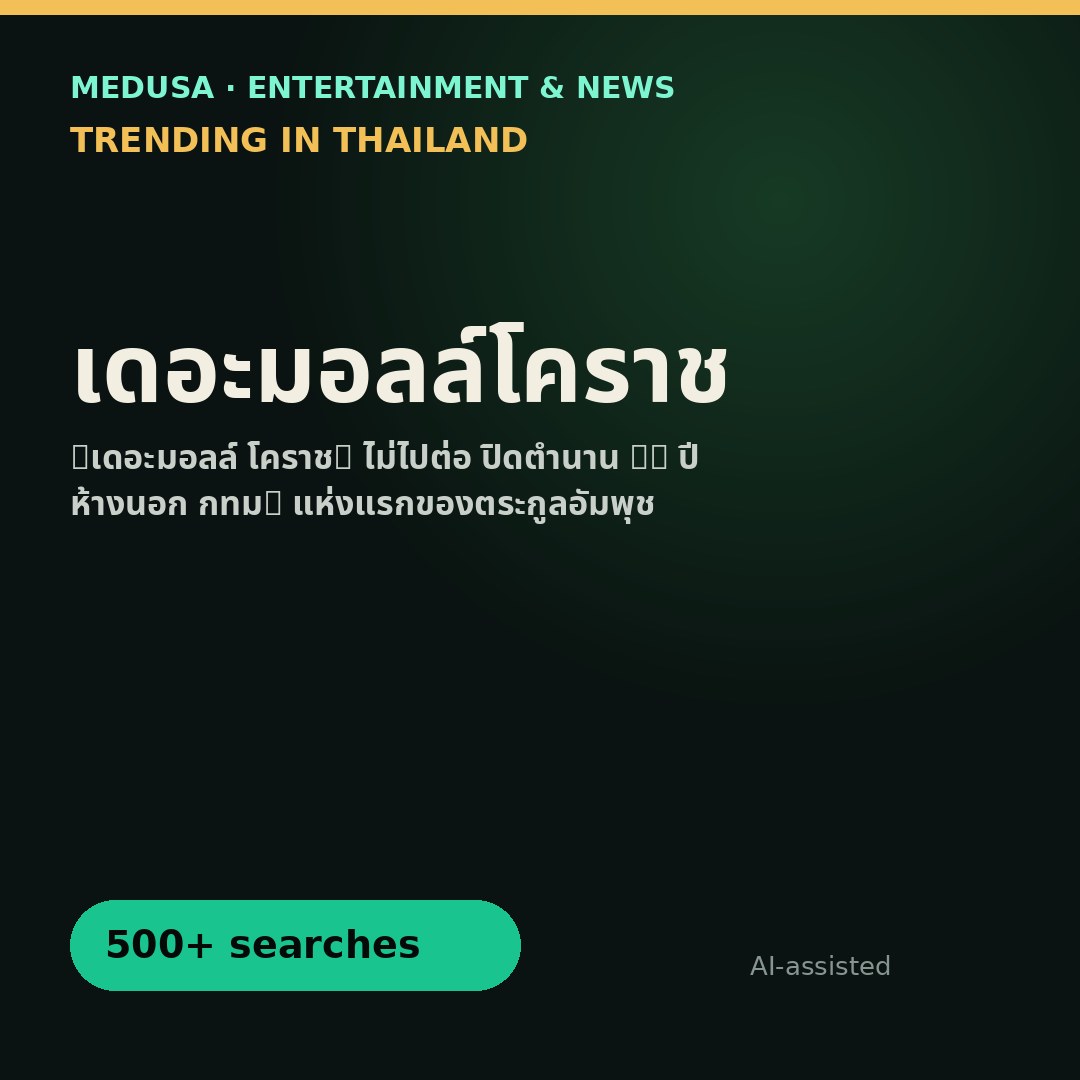 MEDUSA · ENTERTAINMENT & NEWS
TRENDING IN THAILAND
เดอะมอลล์โคราช
▯เดอะมอลล์ โคราช▯ ไม่ไปต่อ ปิดตำนาน ▯▯ ปี
ห้างนอก กทม▯ แห่งแรกของตระกูลอัมพุช
500+ searches
AI-assisted